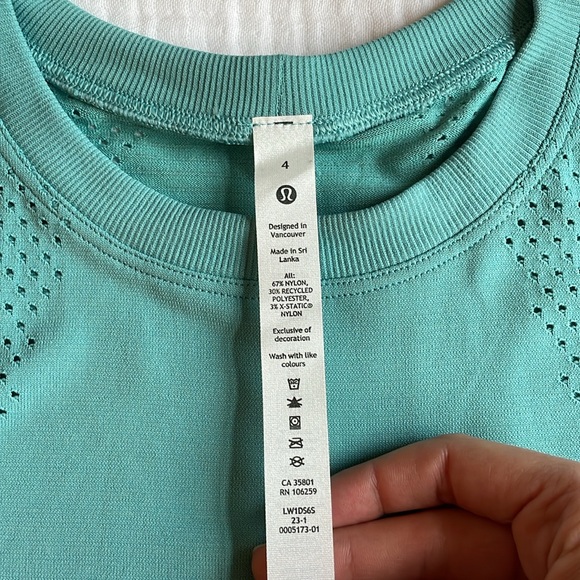 4
Designed in
Vancouver
Made in Sri
Lanka
All:
67% NYLON,
30% RECYCLED
POLYESTER,
3% X-STATIC®
NYLON
Exclusive of
decoration
Wash with like
colours
CA 35801
RN 106259
LW1DS6S
23-1
0005173-01